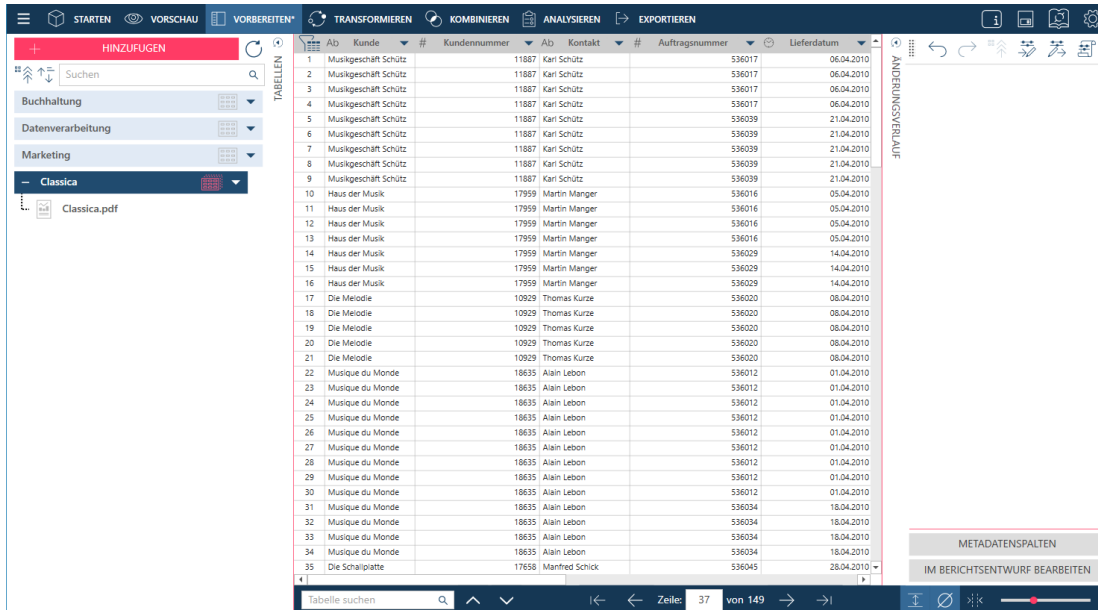 STARTEN VORSCHAU VORBEREITEN* TRANSFORMIEREN KOMBINIEREN ANALYSIEREN EXPORTIEREN
HINZUFÜGEN
Suchen
Buchhaltung
Datenverarbeitung
Marketing
Classica
Classica.pdf
TABELLEN
Ab Kunde # Kundennummer Ab Kontakt # Auftragsnummer Lieferdatum
1 Musikgeschäft Schütz 11887 Karl Schütz 536017 06.04.2010
2 Musikgeschäft Schütz 11887 Karl Schütz 536017 06.04.2010
3 Musikgeschäft Schütz 11887 Karl Schütz 536017 06.04.2010
4 Musikgeschäft Schütz 11887 Karl Schütz 536017 06.04.2010
5 Musikgeschäft Schütz 11887 Karl Schütz 536039 21.04.2010
6 Musikgeschäft Schütz 11887 Karl Schütz 536039 21.04.2010
7 Musikgeschäft Schütz 11887 Karl Schütz 536039 21.04.2010
8 Musikgeschäft Schütz 11887 Karl Schütz 536039 21.04.2010
9 Musikgeschäft Schütz 11887 Karl Schütz 536039 21.04.2010
10 Haus der Musik 17959 Martin Manger 536016 05.04.2010
11 Haus der Musik 17959 Martin Manger 536016 05.04.2010
12 Haus der Musik 17959 Martin Manger 536016 05.04.2010
13 Haus der Musik 17959 Martin Manger 536016 05.04.2010
14 Haus der Musik 17959 Martin Manger 536029 14.04.2010
15 Haus der Musik 17959 Martin Manger 536029 14.04.2010
16 Haus der Musik 17959 Martin Manger 536029 14.04.2010
17 Die Melodie 10929 Thomas Kurze 536020 08.04.2010
18 Die Melodie 10929 Thomas Kurze 536020 08.04.2010
19 Die Melodie 10929 Thomas Kurze 536020 08.04.2010
20 Die Melodie 10929 Thomas Kurze 536020 08.04.2010
21 Die Melodie 10929 Thomas Kurze 536020 08.04.2010
22 Musique du Monde 18635 Alain Lebon 536012 01.04.2010
23 Musique du Monde 18635 Alain Lebon 536012 01.04.2010
24 Musique du Monde 18635 Alain Lebon 536012 01.04.2010
25 Musique du Monde 18635 Alain Lebon 536012 01.04.2010
26 Musique du Monde 18635 Alain Lebon 536012 01.04.2010
27 Musique du Monde 18635 Alain Lebon 536012 01.04.2010
28 Musique du Monde 18635 Alain Lebon 536012 01.04.2010
29 Musique du Monde 18635 Alain Lebon 536012 01.04.2010
30 Musique du Monde 18635 Alain Lebon 536012 01.04.2010
31 Musique du Monde 18635 Alain Lebon 536034 18.04.2010
32 Musique du Monde 18635 Alain Lebon 536034 18.04.2010
33 Musique du Monde 18635 Alain Lebon 536034 18.04.2010
34 Musique du Monde 18635 Alain Lebon 536034 18.04.2010
35 Die Schallplatte 17658 Manfred Schick 536045 28.04.2010
Tabelle suchen Zeile: 37 von 149
ÄNDERUNGSVERLAUF
METADATENSPALTEN
IM BERICHTSENTWURF BEARBEITEN